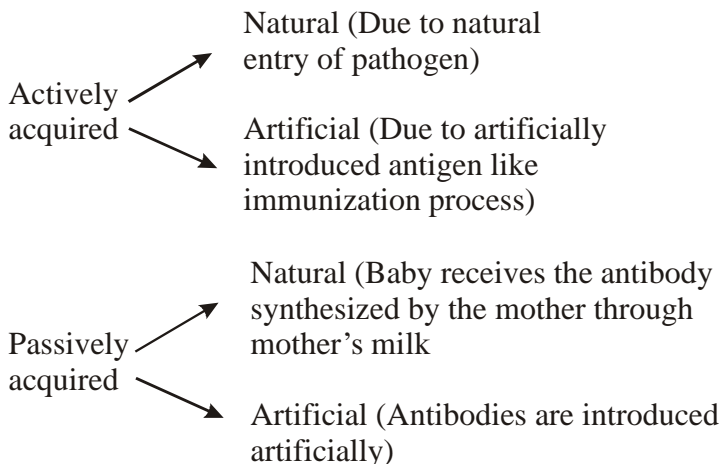 Natural (Due to natural
entry of pathogen)
Actively
acquired
Artificial (Due to artificially
introduced antigen like
immunization process)
Natural (Baby receives the antibody
synthesized by the mother through
mother’s milk
Passively
acquired
Artificial (Antibodies are introduced
artificially)